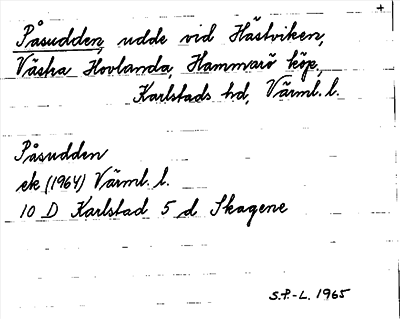 +
Påsudden, udde vid Hästviken,
Västra Hovlanda, Hammarö köp.,
Karlstads hd, Värml. l.
Påsudden
ek (1964) Värml. l.
10 D Karlstad 5 d Skagene
S.P.-L. 1965